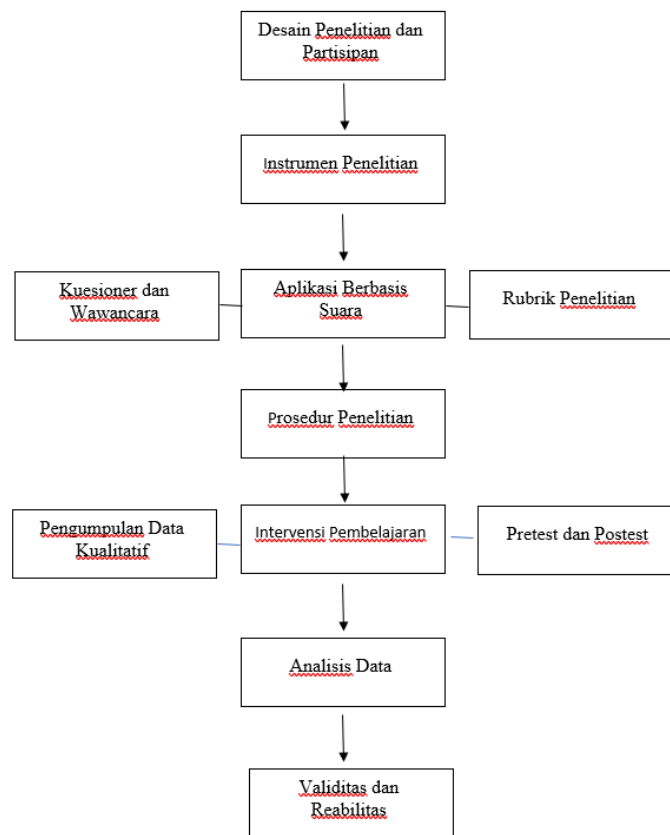 Desain Penelitian dan
Partisipan
Instrumen Penelitian
Kuesioner dan
Wawancara
Aplikasi Berbasis
Suara
Rubrik Penelitian
Prosedur Penelitian
Pengumpulan Data
Kualitatif
Intervensi Pembelajaran
Pretest dan Postest
Analisis Data
Validitas dan
Reabilitas